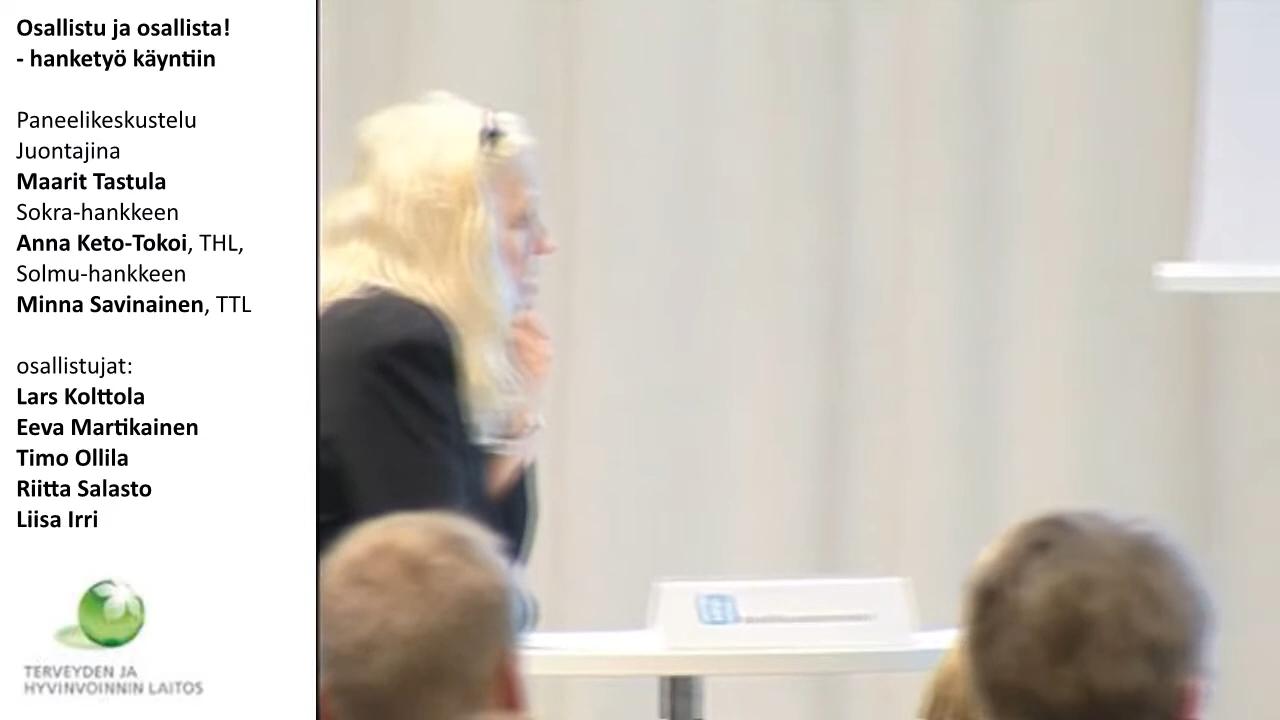 Osallistu ja osallista!
- hanketyö käyntiin
Paneelikeskustelu
Juontajina
Maarit Tastula
Sokra-hankkeen
Anna Keto-Tokoi, THL,
Solmu-hankkeen
Minna Savinainen, TTL
osallistujat:
Lars Kolttola
Eeva Martikainen
Timo Ollila
Riitta Salasto
Liisa Irri
TERVEYDEN JA
HYVINVOINNIN LAITOS